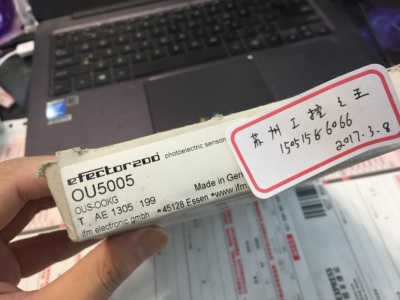 efector200 photoelectric sensor
OU5005
OUS-OOKG
T AE 1305 199 Made in Ger
ifm electronic gmbh *45128 Essen *www.ifm
苏州工控之王
15051586066
2017.3.8